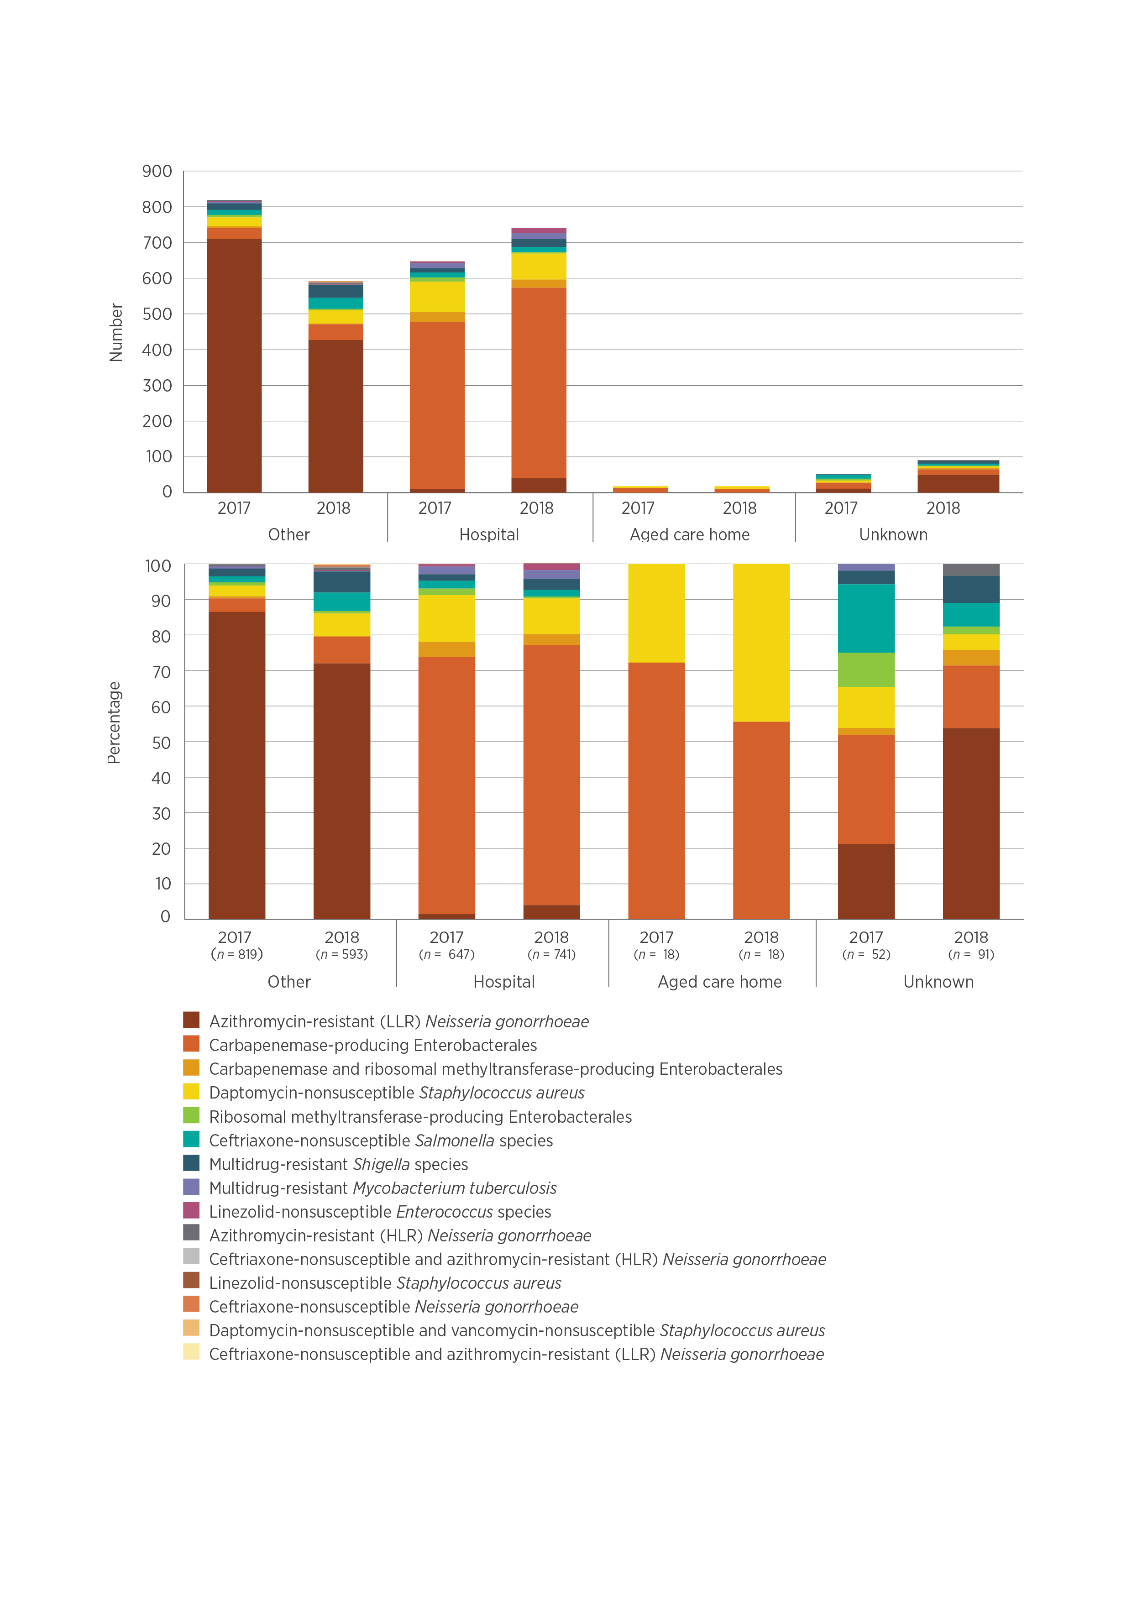 900
800
700
600
500
400
300
200
100
0
Number
2017 2018 2017 2018 2017 2018 2017 2018
Other Hospital Aged care home Unknown
100
90
80
70
60
50
40
30
20
10
0
Percentage
2017 2018 2017 2018 2017 2018 2017 2018
(n = 819) (n = 593) (n = 647) (n = 741) (n = 18) (n = 18) (n = 52) (n = 91)
Other Hospital Aged care home Unknown
Azithromycin-resistant (LLR) Neisseria gonorrhoeae
Carbapenemase-producing Enterobacterales
Carbapenemase and ribosomal methyltransferase-producing Enterobacterales
Daptomycin-nonsusceptible Staphylococcus aureus
Ribosomal methyltransferase-producing Enterobacterales
Ceftriaxone-nonsusceptible Salmonella species
Multidrug-resistant Shigella species
Multidrug-resistant Mycobacterium tuberculosis
Linezolid-nonsusceptible Enterococcus species
Azithromycin-resistant (HLR) Neisseria gonorrhoeae
Ceftriaxone-nonsusceptible and azithromycin-resistant (HLR) Neisseria gonorrhoeae
Linezolid-nonsusceptible Staphylococcus aureus
Ceftriaxone-nonsusceptible Neisseria gonorrhoeae
Daptomycin-nonsusceptible and vancomycin-nonsusceptible Staphylococcus aureus
Ceftriaxone-nonsusceptible and azithromycin-resistant (LLR) Neisseria gonorrhoeae